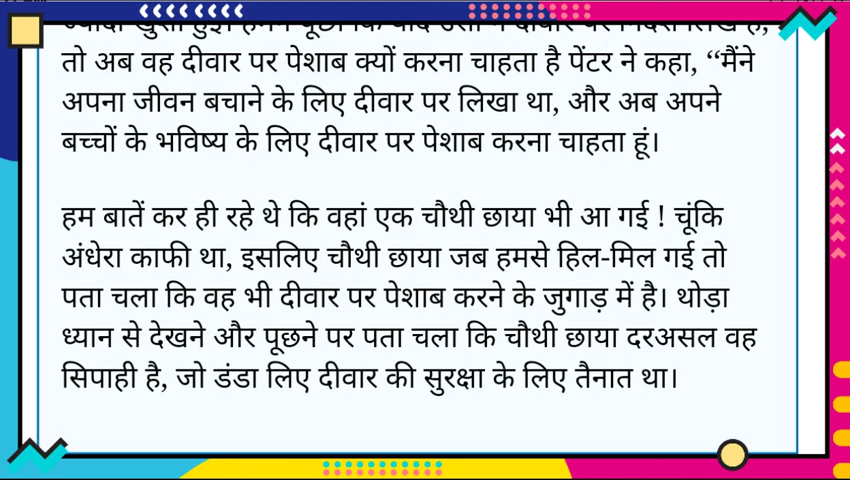 तो अब वह दीवार पर पेशाब क्यों करना चाहता है पेंटर ने कहा, “मैंने
अपना जीवन बचाने के लिए दीवार पर लिखा था, और अब अपने
बच्चों के भविष्य के लिए दीवार पर पेशाब करना चाहता हूं।
हम बातें कर ही रहे थे कि वहां एक चौथी छाया भी आ गई ! चूंकि
अंधेरा काफी था, इसलिए चौथी छाया जब हमसे हिल-मिल गई तो
पता चला कि वह भी दीवार पर पेशाब करने के जुगाड़ में है। थोड़ा
ध्यान से देखने और पूछने पर पता चला कि चौथी छाया दरअसल वह
सिपाही है, जो डंडा लिए दीवार की सुरक्षा के लिए तैनात था।